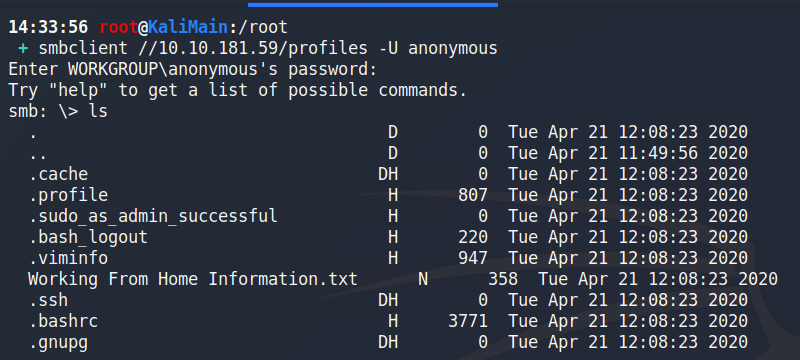 14:33:56 root@KaliMain:/root
+ smbclient //10.10.181.59/profiles -U anonymous
Enter WORKGROUP\anonymous's password:
Try "help" to get a list of possible commands.
smb: \> ls
. D 0 Tue Apr 21 12:08:23 2020
.. D 0 Tue Apr 21 11:49:56 2020
.cache DH 0 Tue Apr 21 12:08:23 2020
.profile H 807 Tue Apr 21 12:08:23 2020
.sudo_as_admin_successful H 0 Tue Apr 21 12:08:23 2020
.bash_logout H 220 Tue Apr 21 12:08:23 2020
.viminfo H 947 Tue Apr 21 12:08:23 2020
Working From Home Information.txt N 358 Tue Apr 21 12:08:23 2020
.ssh DH 0 Tue Apr 21 12:08:23 2020
.bashrc H 3771 Tue Apr 21 12:08:23 2020
.gnupg DH 0 Tue Apr 21 12:08:23 2020